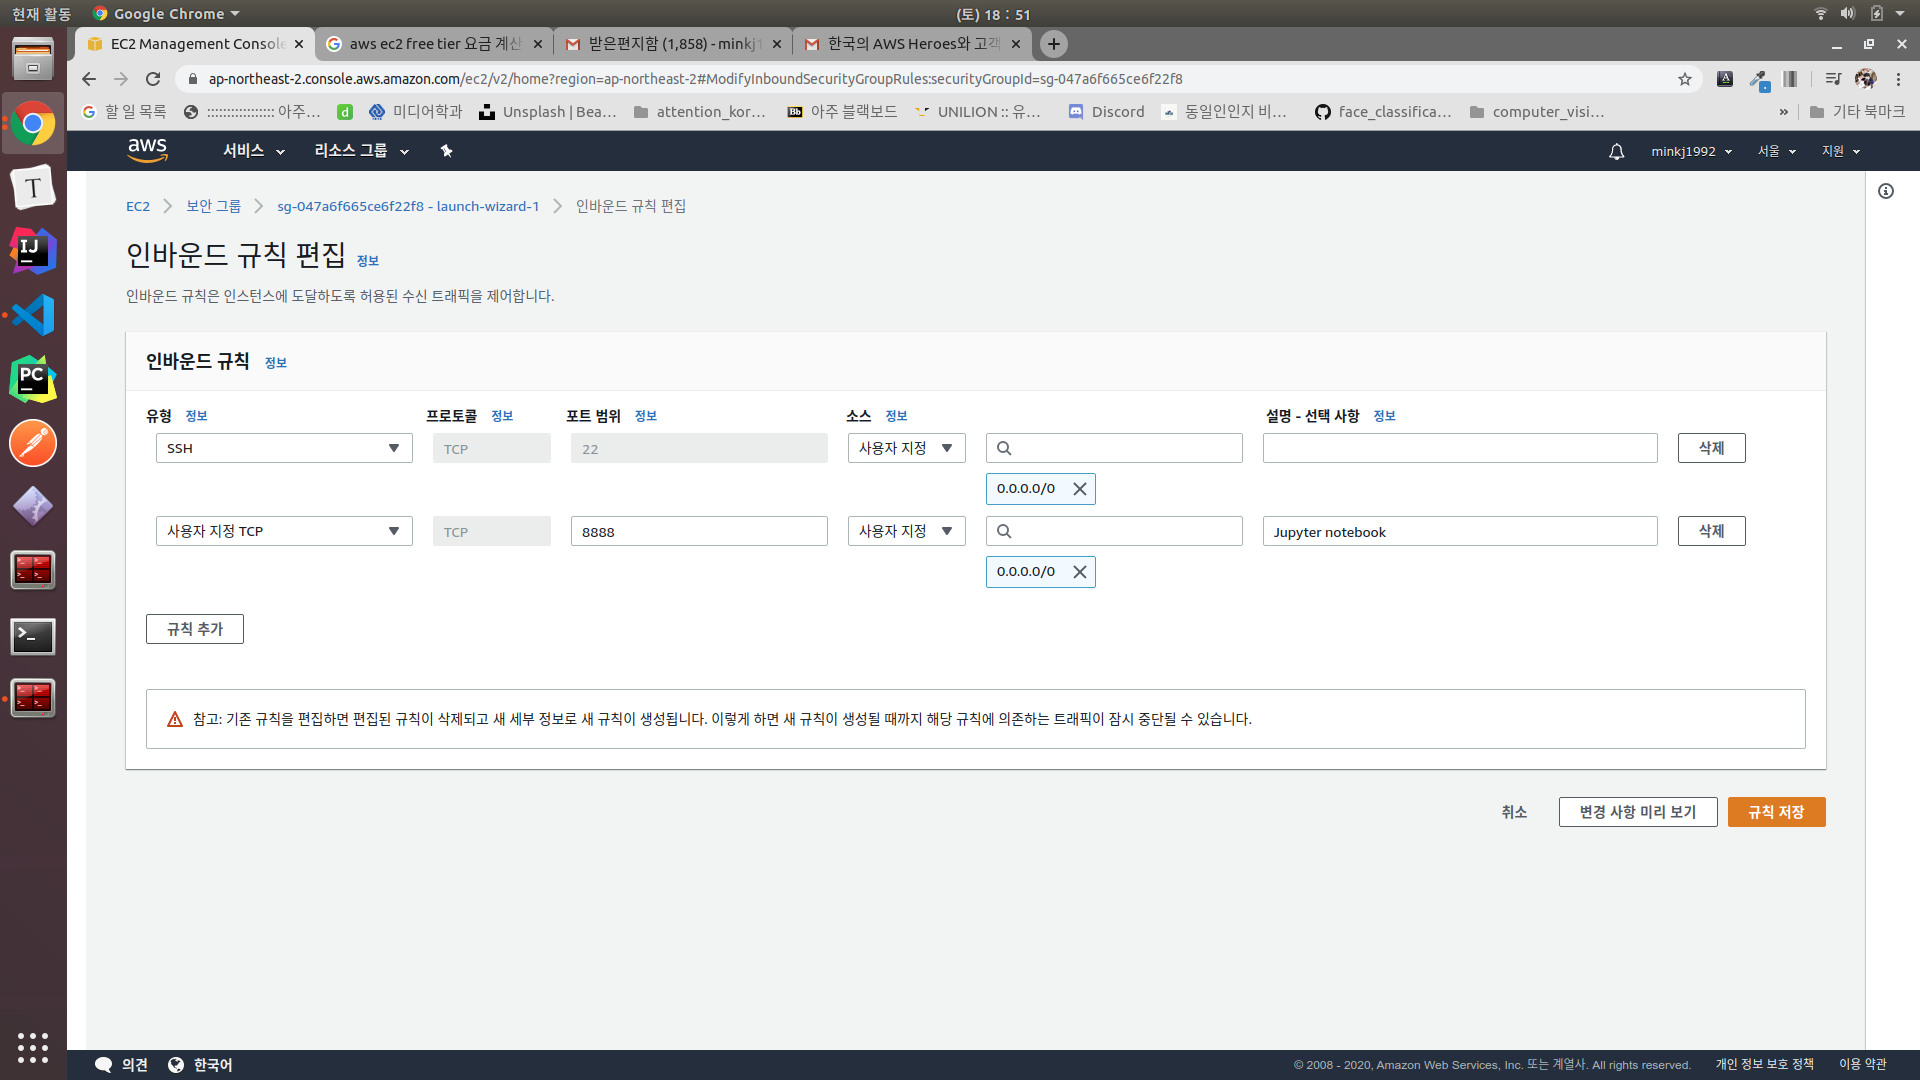 현재 활동 Google Chrome (토) 18 : 51
EC2 Management Console aws ec2 free tier 요금 계산 받은편지함 (1,858) - minkj1 한국의 AWS Heroes와 고객
ap-northeast-2.console.aws.amazon.com/ec2/v2/home?region=ap-northeast-2#ModifyInboundSecurityGroupRules:securityGroupId=sg-047a6f665ce6f22f8
할 일 목록 ::::::::::::::::: 아주… d 미디어학과 Unsplash | Bea… attention_kor… Bb 아주 블랙보드 UNILION :: 유… Discord 동일인인지 비… face_classifica… computer_visi… » 기타 북마크
aws 서비스 리소스 그룹 minkj1992 서울 지원
EC2 보안 그룹 sg-047a6f665ce6f22f8 - launch-wizard-1 인바운드 규칙 편집
인바운드 규칙 편집 정보
인바운드 규칙은 인스턴스에 도달하도록 허용된 수신 트래픽을 제어합니다.
인바운드 규칙 정보
유형 정보 프로토콜 정보 포트 범위 정보 소스 정보 설명 - 선택 사항 정보
SSH TCP 22 사용자 지정 삭제
0.0.0.0/0
사용자 지정 TCP TCP 8888 사용자 지정 Jupyter notebook 삭제
0.0.0.0/0
규칙 추가
참고: 기존 규칙을 편집하면 편집된 규칙이 삭제되고 새 세부 정보로 새 규칙이 생성됩니다. 이렇게 하면 새 규칙이 생성될 때까지 해당 규칙에 의존하는 트래픽이 잠시 중단될 수 있습니다.
취소 변경 사항 미리 보기 규칙 저장
의견 한국어 © 2008 - 2020, Amazon Web Services, Inc. 또는 계열사. All rights reserved. 개인 정보 보호 정책 이용 약관
T
IJ
PC